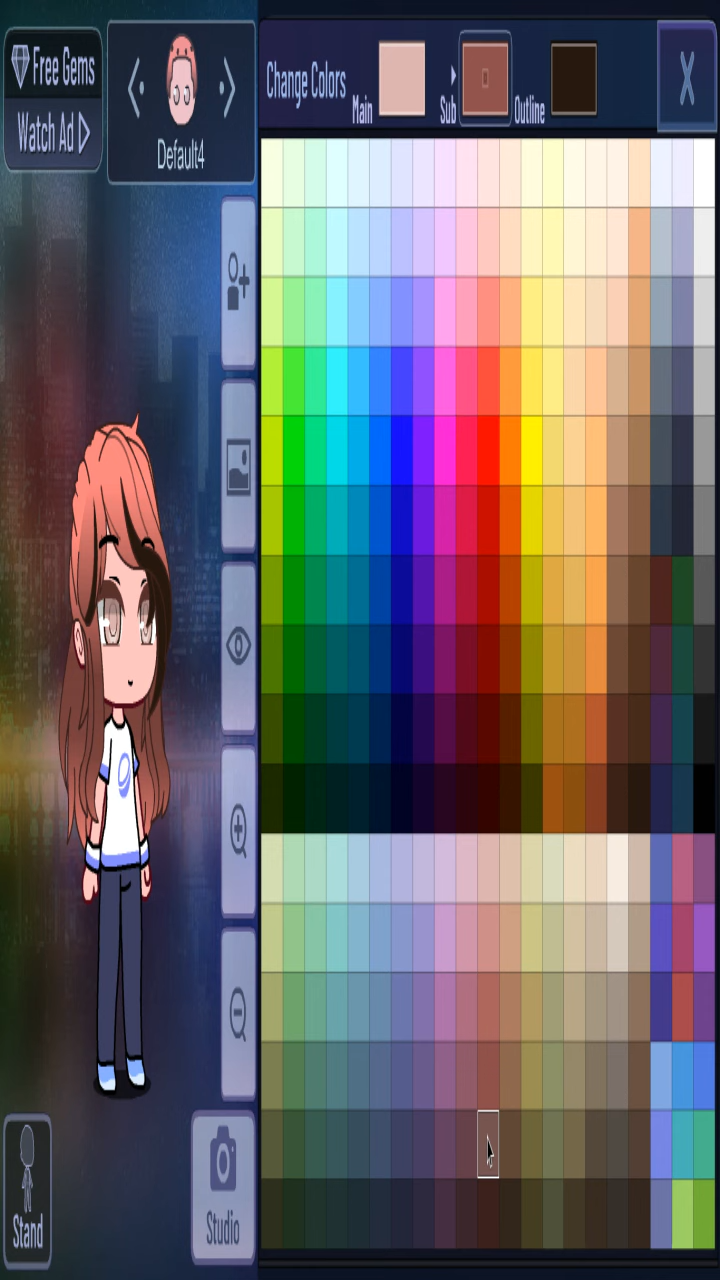 Free Gems
Watch Ad
Default4
Change Colors
Main
Sub
Outline
X
Stand
Studio